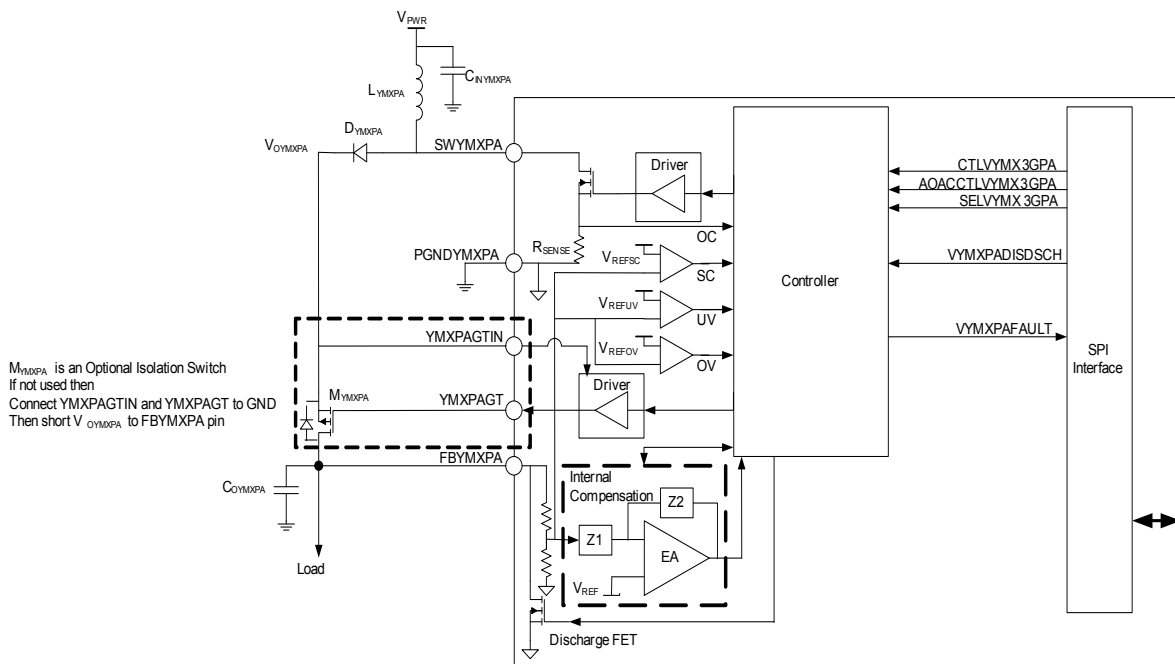 VPWR
CINYMXPA
LYMXPA
DYMXPA
VOYMXPA
SWYMXPA
Driver
CTLVYMX3GPA
AOACCTLVYMX3GPA
SELVYMX3GPA
OC
RSENSE
PGNDYMXPA
VREFSC
SC
VYMXPADISDSCH
Controller
VREFUV
UV
VYMXPAFAULT
YMXPAGTIN
VREFOV
OV
SPI
Interface
MYMXPA is an Optional Isolation Switch
If not used then
Connect YMXPAGTIN and YMXPAGT to GND
Then short V OYMXPA to FBYMXPA pin
Driver
MYMXPA
YMXPAGT
FBYMXPA
Internal
Compensation
COYMXPA
Z2
Z1
EA
VREF
Load
Discharge FET